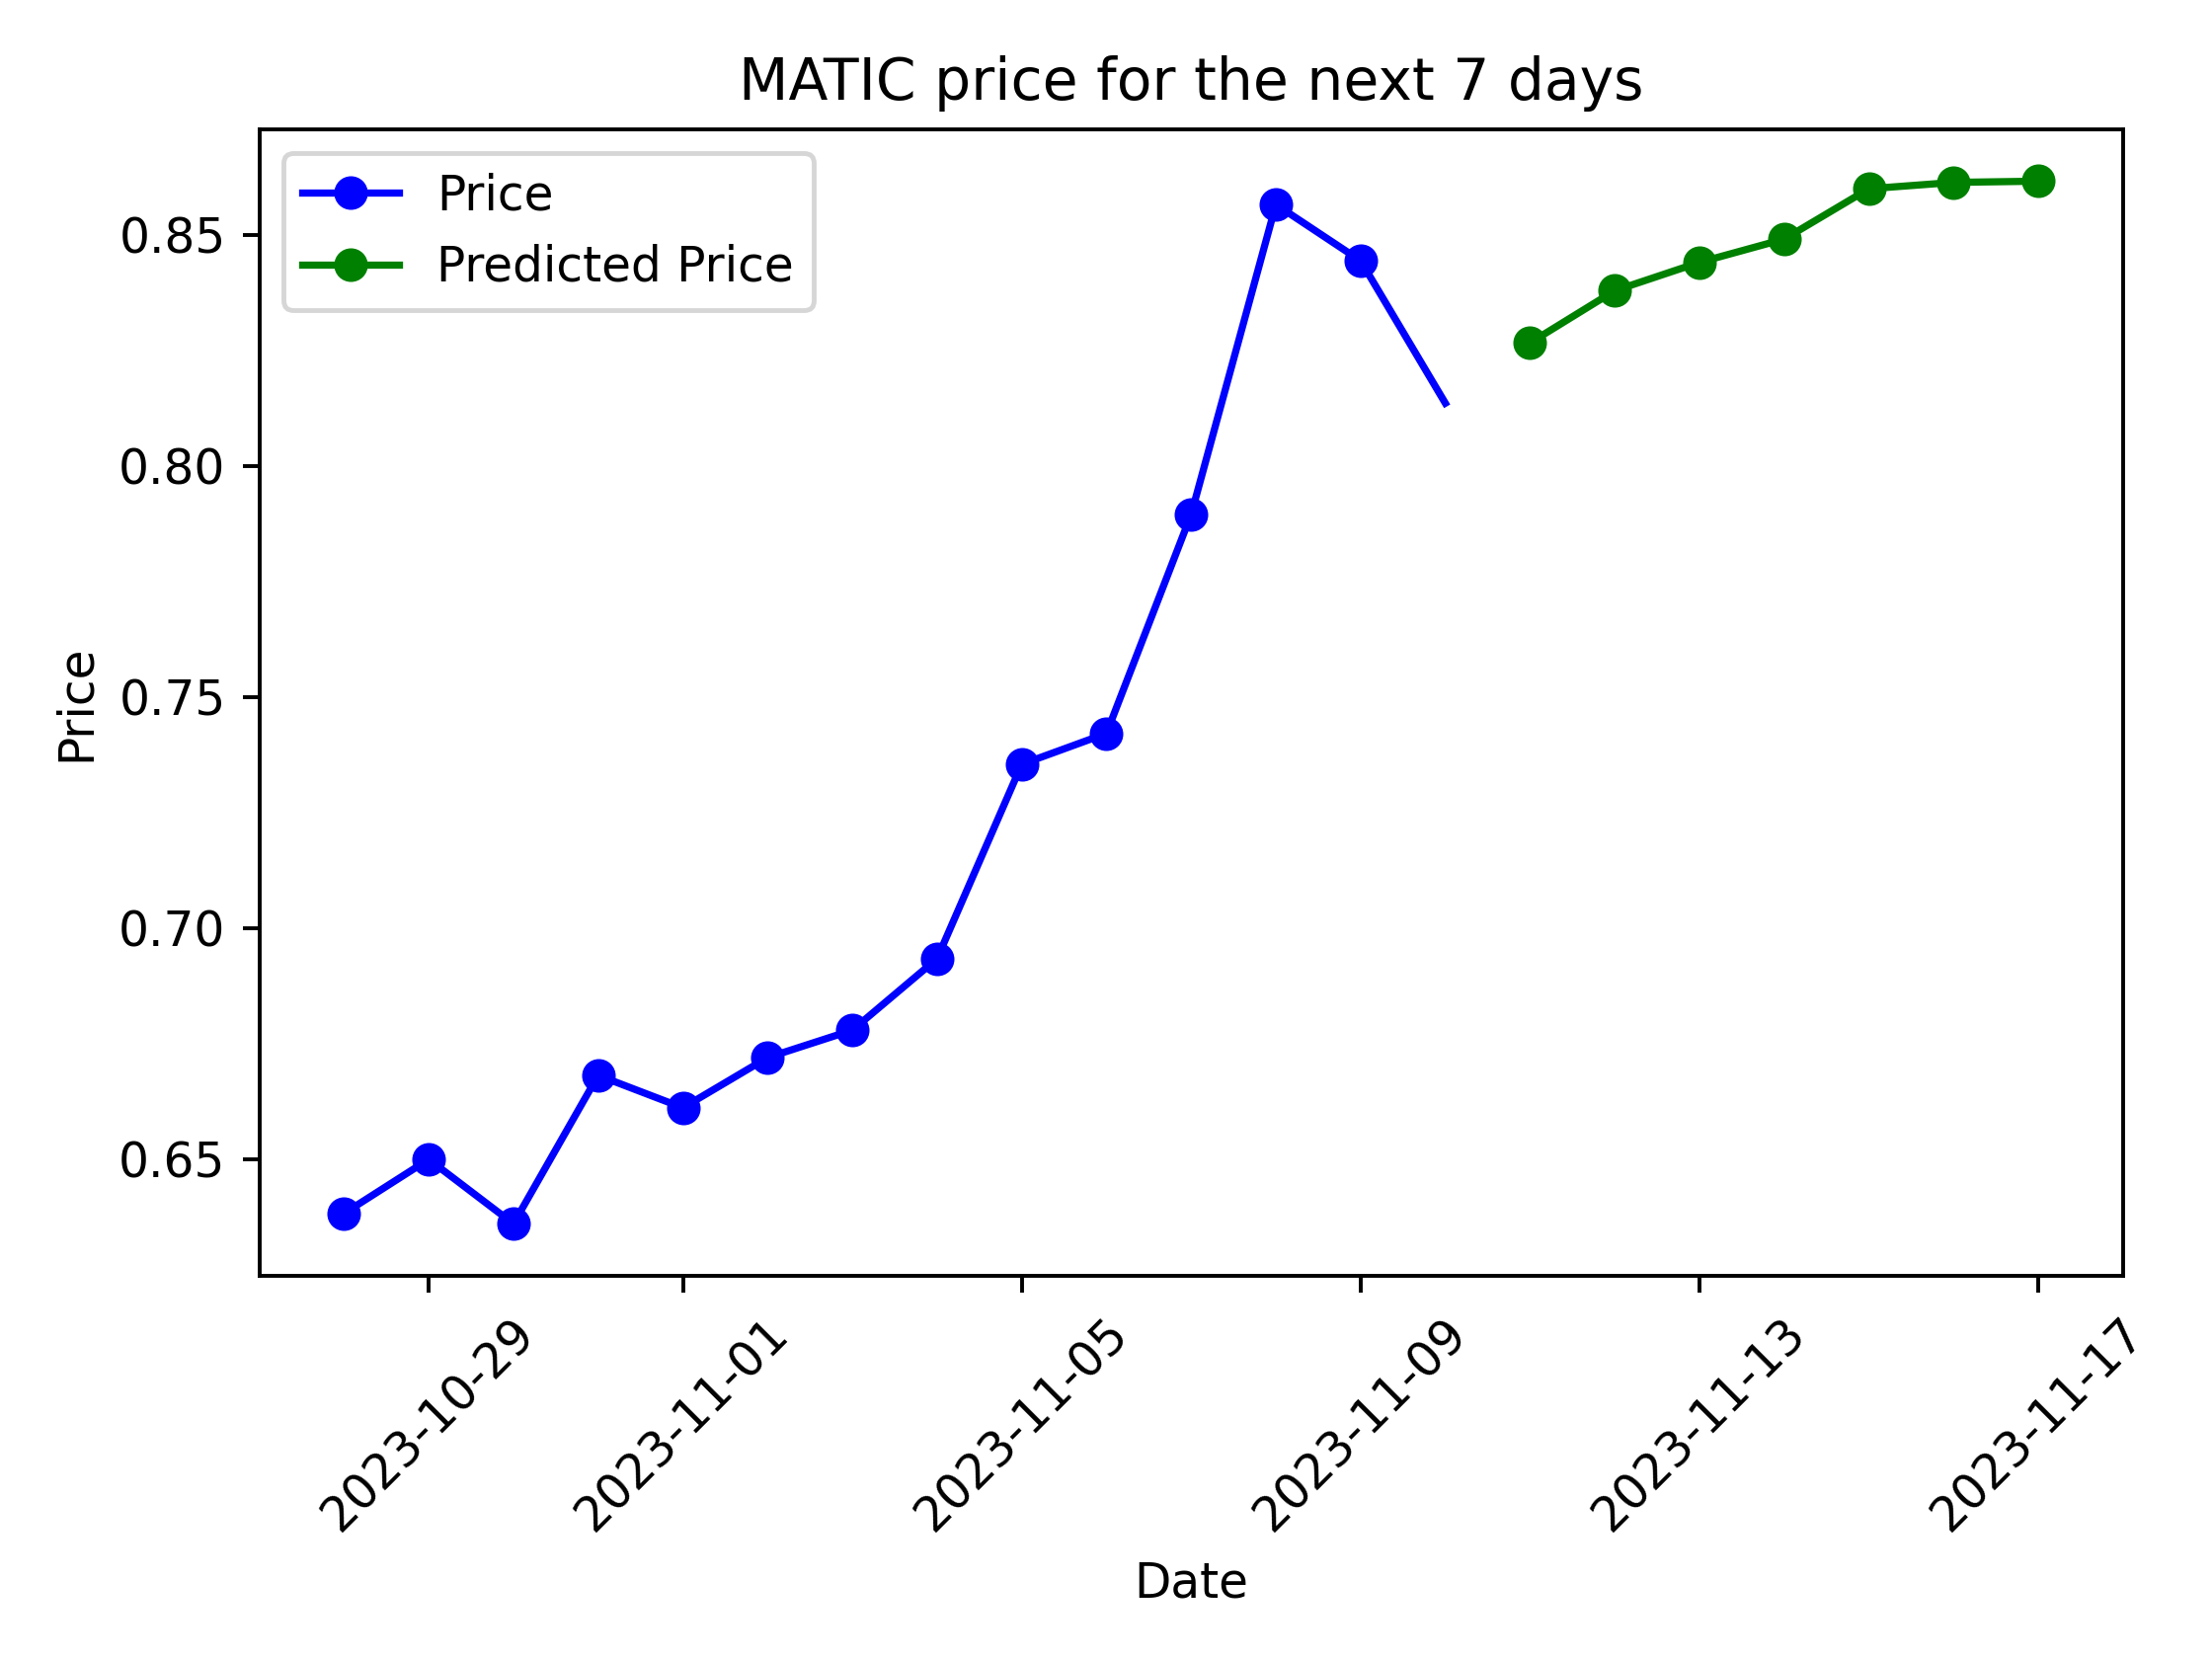 MATIC price for the next 7 days
Price
Predicted Price
0.85
0.80
0.75
0.70
0.65
Price
2023-10-29
2023-11-01
2023-11-05
2023-11-09
2023-11-13
2023-11-17
Date